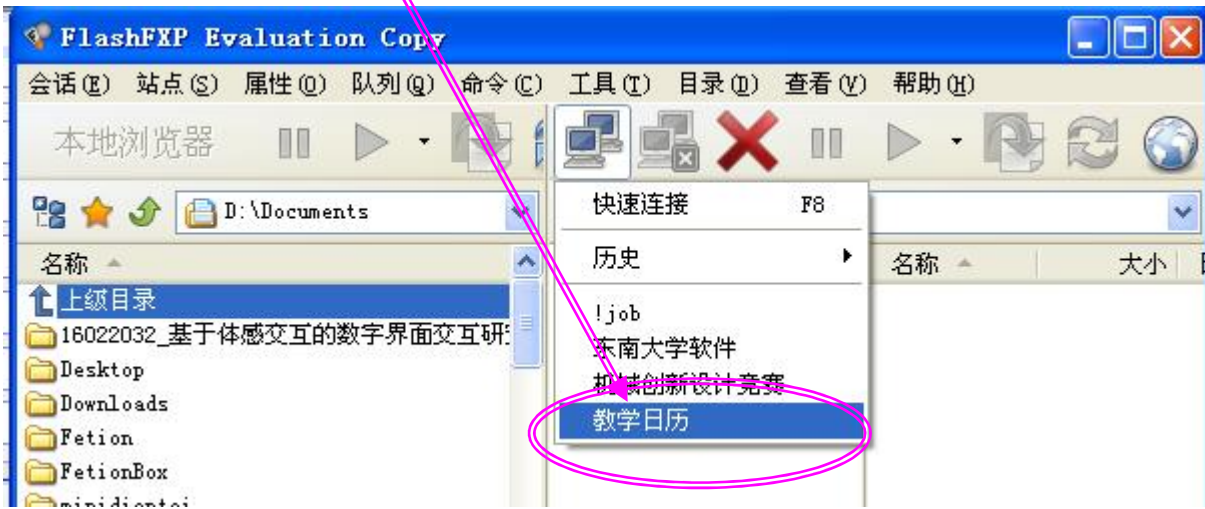 FlashFXP Evaluation Copy
会话(E) 站点(S) 属性(O) 队列(Q) 命令(C) 工具(T) 目录(D) 查看(V) 帮助(H)
本地浏览器
D:\Documents
快速连接 F8
名称
历史
名称 大小
上级目录
!job
16022032_基于体感交互的数字界面交互研
东南大学软件
Desktop
机械创新设计竞赛
Downloads
教学日历
Fetion
FetionBox